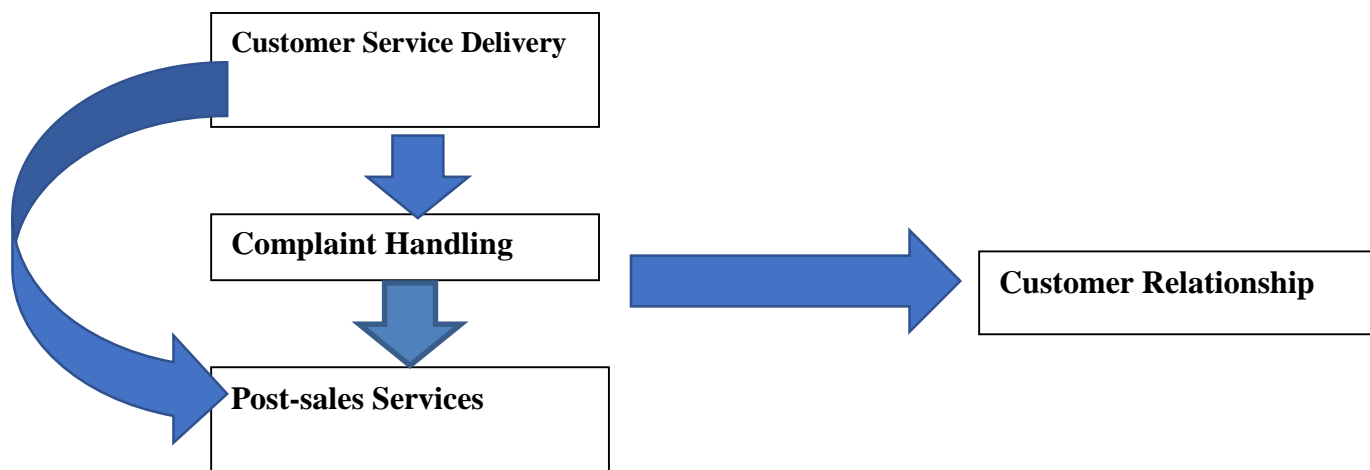 Customer Service Delivery
Complaint Handling
Customer Relationship
Post-sales Services